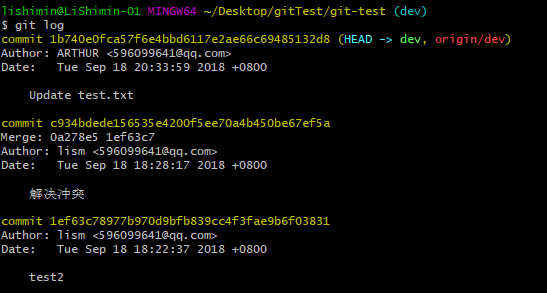 lishimin@LiShimin-01 MINGW64 ~/Desktop/gitTest/git-test (dev)
$ git log
commit 1b740e0fca57f6e4bbd6117e2ae66c69485132d8 (HEAD -> dev, origin/dev)
Author: ARTHUR <596099641@qq.com>
Date:   Tue Sep 18 20:33:59 2018 +0800
Update test.txt
commit c934bdede156535e4200f5ee70a4b450be67ef5a
Merge: 0a278e5 1ef63c7
Author: lism <596099641@qq.com>
Date:   Tue Sep 18 18:28:17 2018 +0800
解决冲突
commit 1ef63c78977b970d9bfb839cc4f3fae9b6f03831
Author: lism <596099641@qq.com>
Date:   Tue Sep 18 18:22:37 2018 +0800
test2